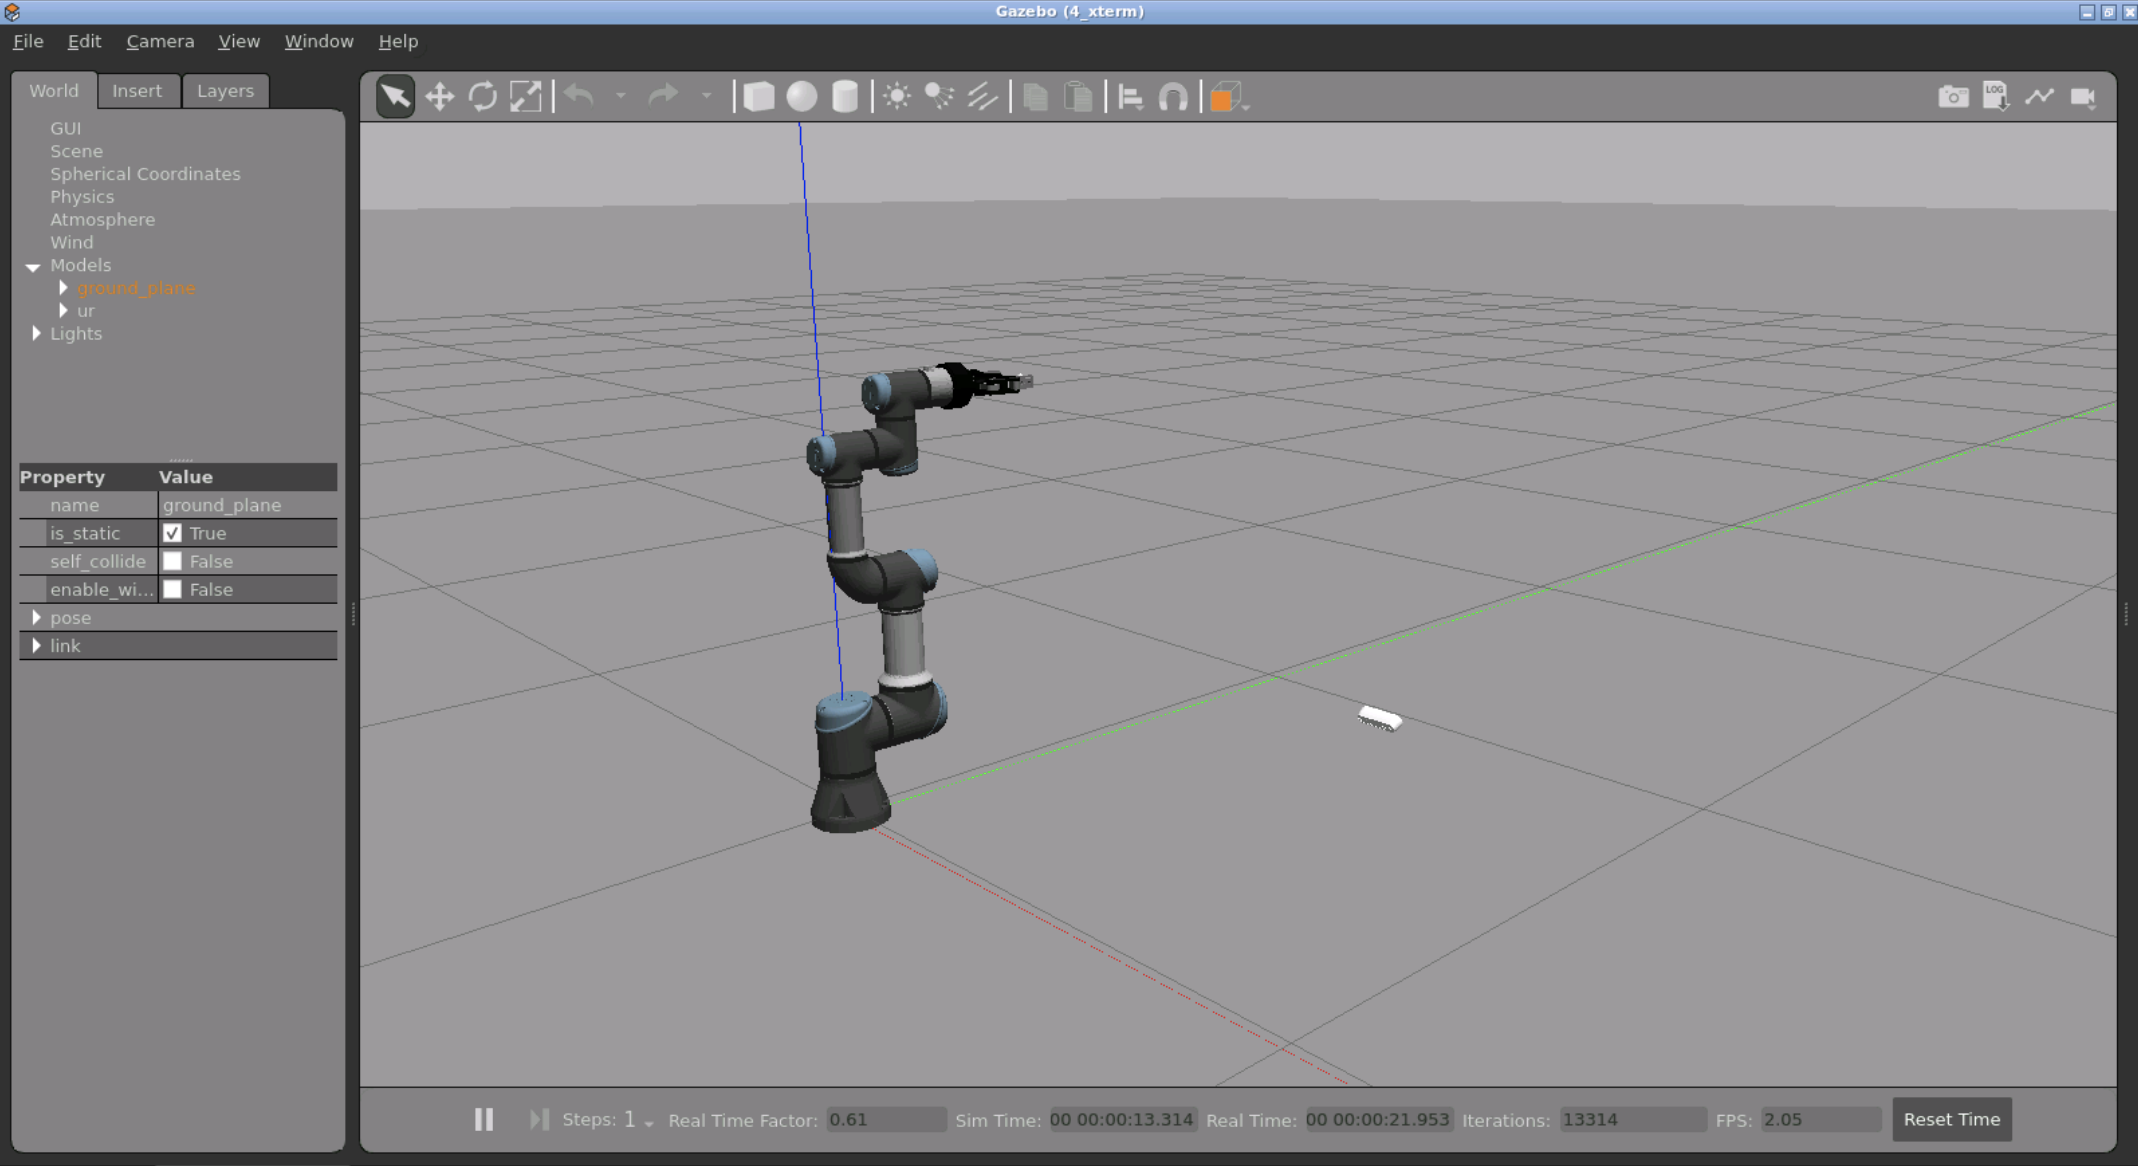 Gazebo (4_xterm)
File Edit Camera View Window Help
World Insert Layers
LOG
GUI
Scene
Spherical Coordinates
Physics
Atmosphere
Wind
Models
ground_plane
ur
Lights
Property Value
name ground_plane
is_static True
self_collide False
enable_wi... False
pose
link
Steps: 1 Real Time Factor: 0.61 Sim Time: 00 00:00:13.314 Real Time: 00 00:00:21.953 Iterations: 13314 FPS: 2.05 Reset Time